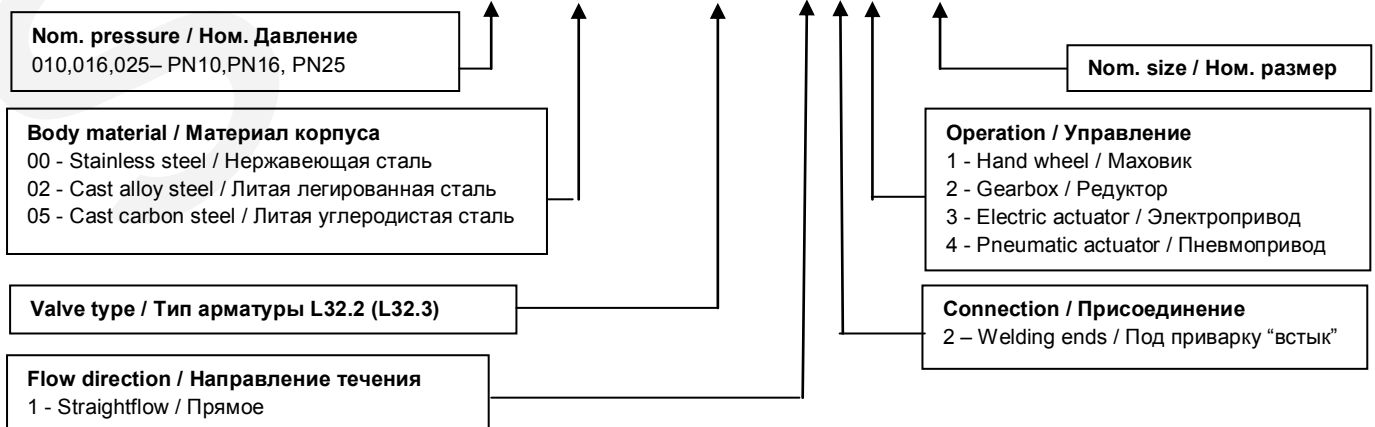 Nom. pressure / Ном. Давление
010,016,025– PN10,PN16, PN25
Nom. size / Ном. размер
Body material / Материал корпуса
00 - Stainless steel / Нержавеющая сталь
02 - Cast alloy steel / Литая легированная сталь
05 - Cast carbon steel / Литая углеродистая сталь
Operation / Управление
1 - Hand wheel / Маховик
2 - Gearbox / Редуктор
3 - Electric actuator / Электропривод
4 - Pneumatic actuator / Пневмопривод
Valve type / Тип арматуры L32.2 (L32.3)
Connection / Присоединение
2 – Welding ends / Под приварку “встык”
Flow direction / Направление течения
1 - Straightflow / Прямое